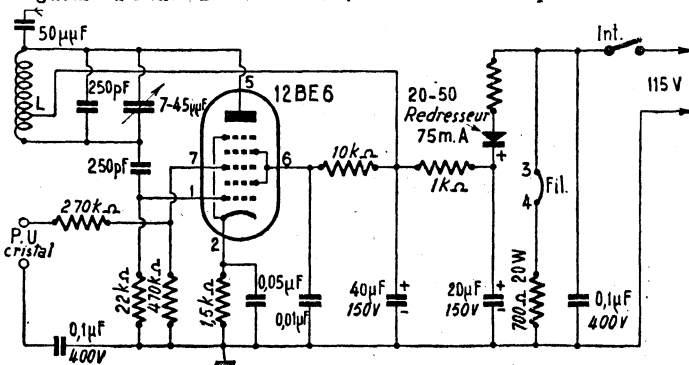 50µµF
250pF
L
7-45µµF
250pF
270kΩ
P.U
cristal
0,1µF
400V
22kΩ
470kΩ
5
12BE6
7
6
1
2
1,5kΩ
0,05µF
0,01µF
10kΩ
1kΩ
40µF
150V
+
-
20-50
Redresseur
75m.A
+
20µF
150V
+
-
Int.
115 V
3
4
Fil.
700Ω 20W
0,1µF
400V